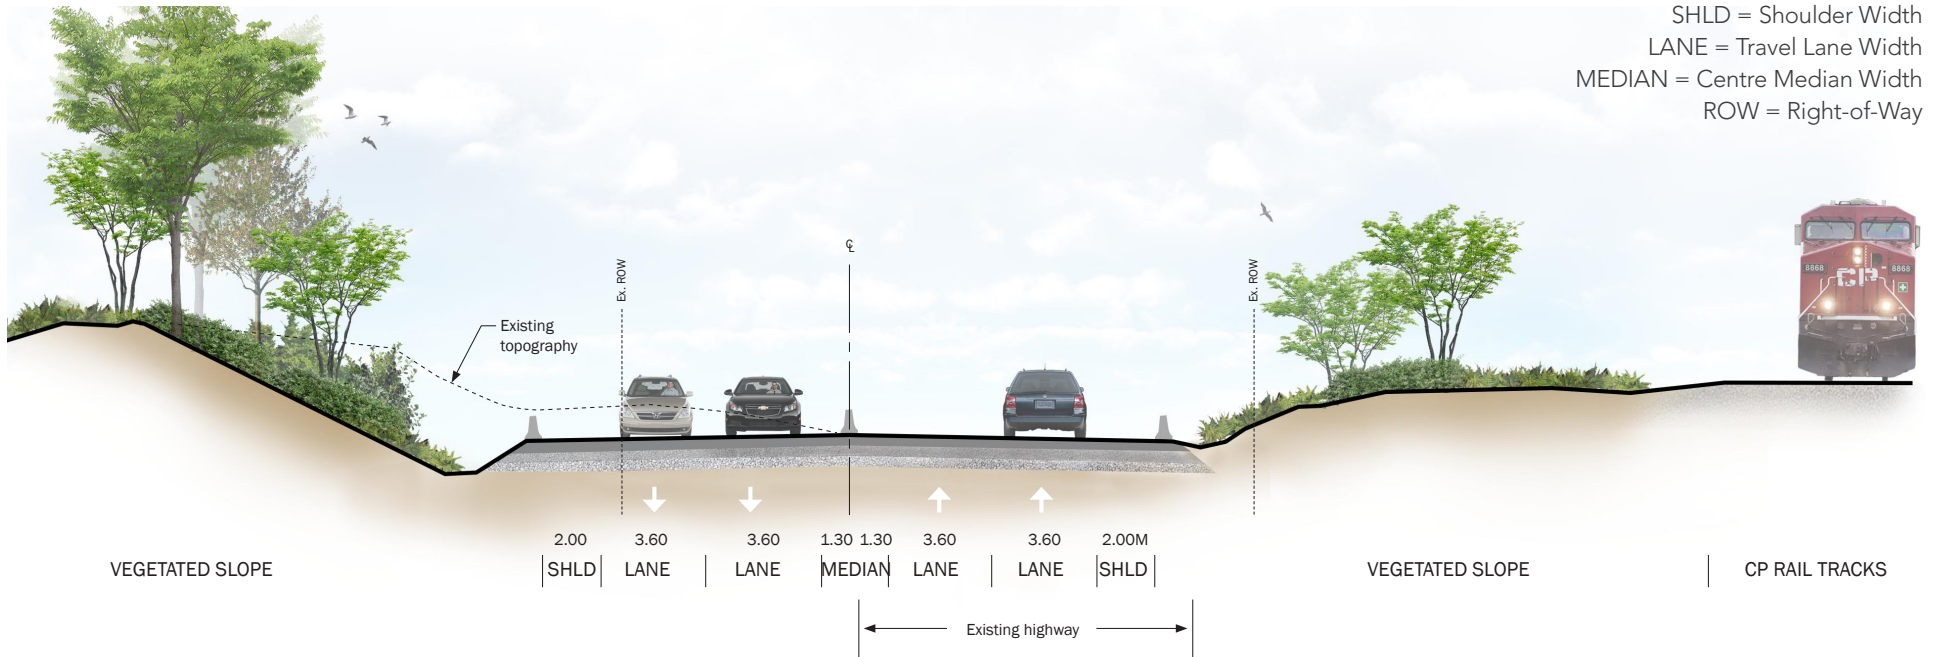 SHLD = Shoulder Width
LANE = Travel Lane Width
MEDIAN = Centre Median Width
ROW = Right-of-Way
℄
Ex. ROW
Ex. ROW
8868
8868
CP
Existing
topography
2.00 3.60 3.60 1.30 1.30 3.60 3.60 2.00M
VEGETATED SLOPE SHLD LANE LANE MEDIAN LANE LANE SHLD VEGETATED SLOPE CP RAIL TRACKS
Existing highway